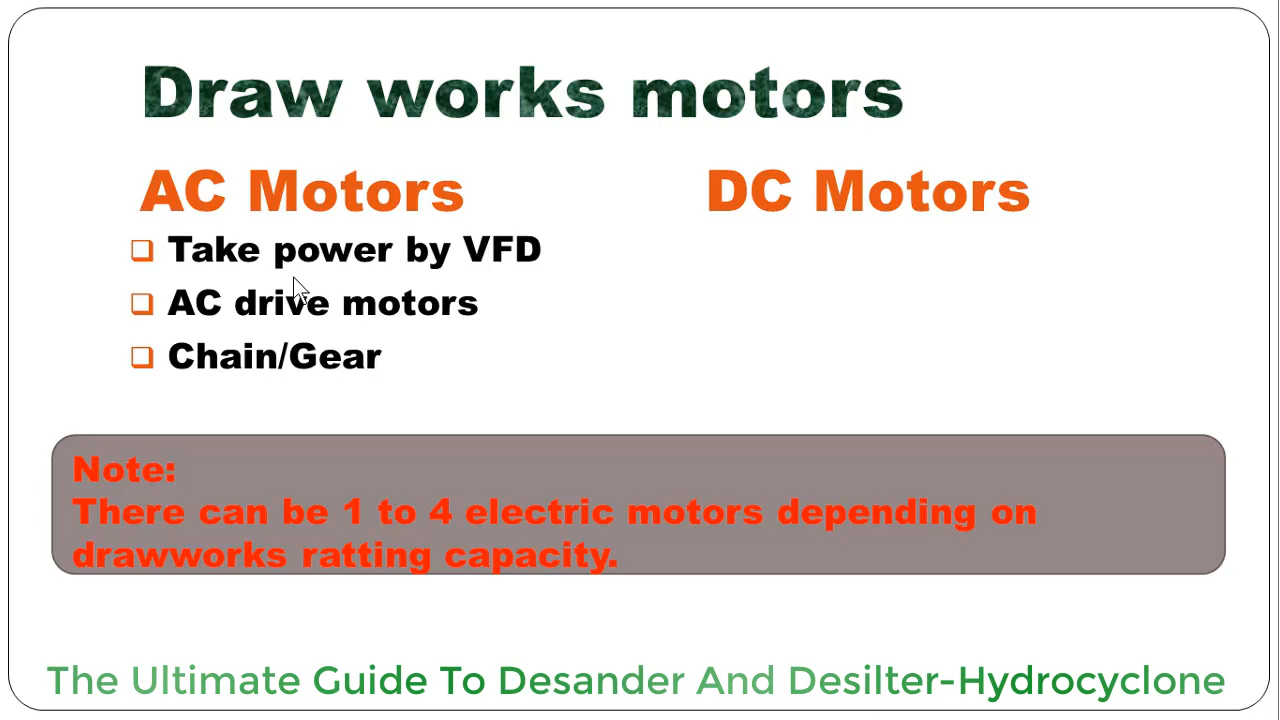 Draw works motors
AC Motors
DC Motors
Take power by VFD
AC drive motors
Chain/Gear
Note:
There can be 1 to 4 electric motors depending on
drawworks ratting capacity.
The Ultimate Guide To Desander And Desilter-Hydrocyclone